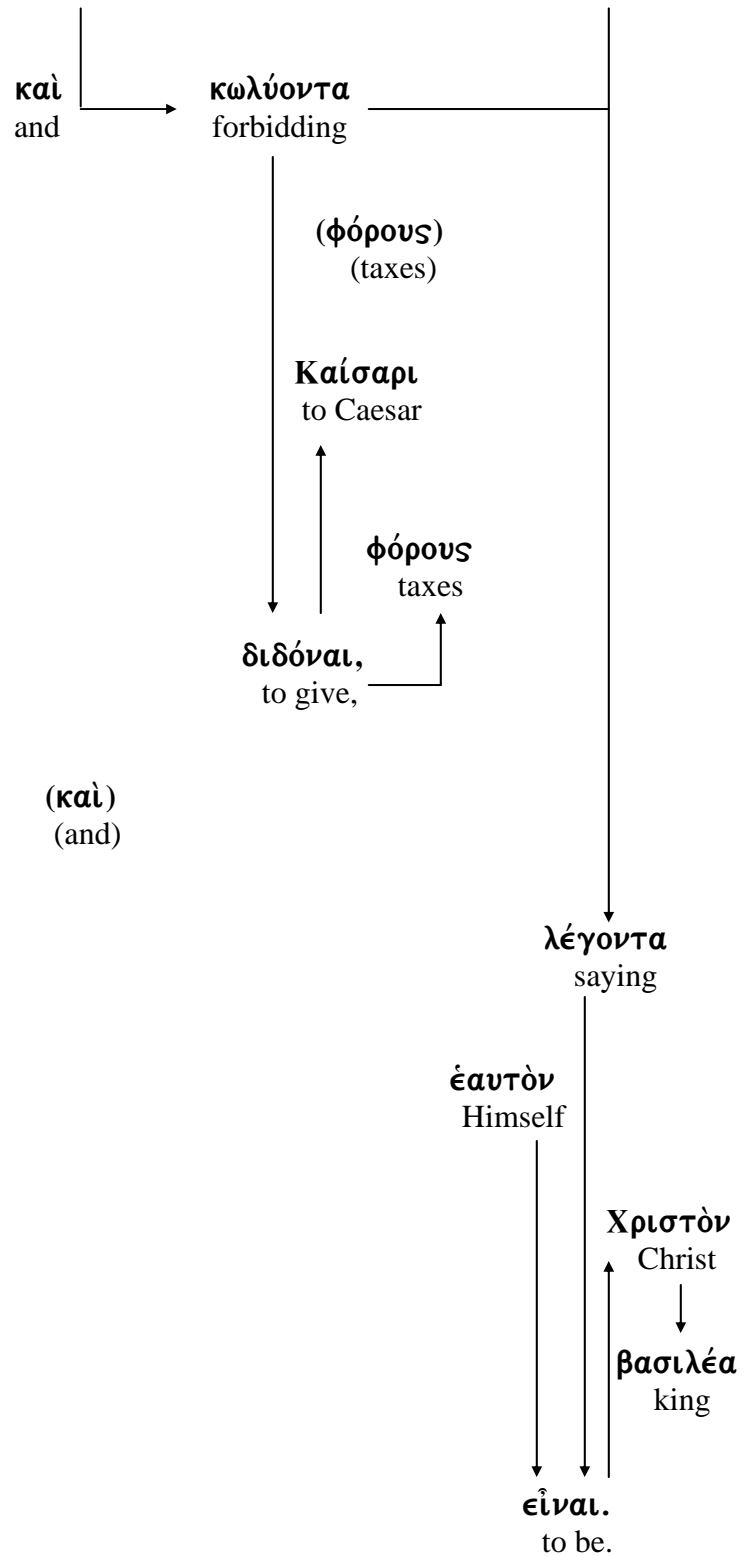 καὶ κωλύοντα
and forbidding
(φόρους)
(taxes)
Καίσαρι
to Caesar
φόρους
taxes
διδόναι,
to give,
(καὶ)
(and)
λέγοντα
saying
ἑαυτὸν
Himself
Χριστὸν
Christ
βασιλέα
king
εἶναι.
to be.